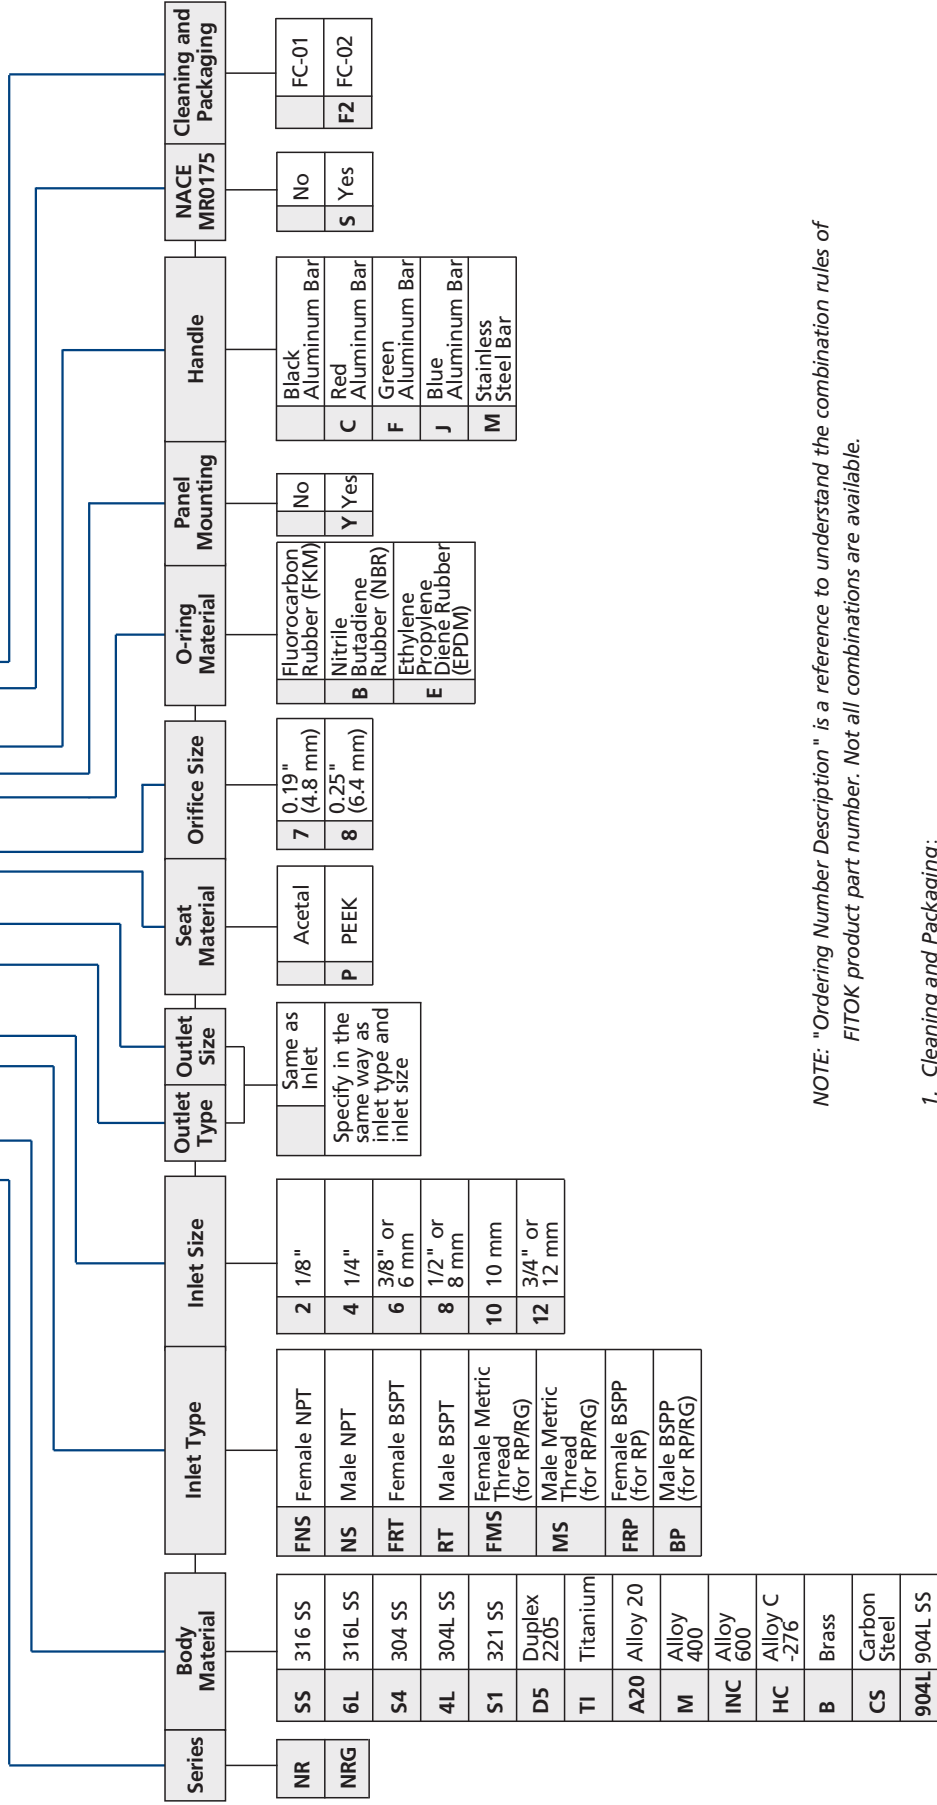 Series
NR
NRG
Body
Material
SS 316 SS
6L 316L SS
S4 304 SS
4L 304L SS
S1 321 SS
D5 Duplex
2205
TI Titanium
A20 Alloy 20
M Alloy
400
INC Alloy
600
HC Alloy C
-276
B Brass
CS Carbon
Steel
904L 904L SS
Inlet Type
FNS Female NPT
NS Male NPT
FRT Female BSPT
RT Male BSPT
FMS Female Metric
Thread
(for RP/RG)
MS Male Metric
Thread
(for RP/RG)
FRP Female BSPP
(for RP)
BP Male BSPP
(for RP/RG)
Inlet Size
2 1/8"
4 1/4"
6 3/8" or
6 mm
8 1/2" or
8 mm
10 10 mm
12 3/4" or
12 mm
Outlet
Type
Outlet
Size
Same as
Inlet
Specify in the
same way as
inlet type and
inlet size
Seat
Material
Acetal
P PEEK
Orifice Size
7 0.19"
(4.8 mm)
8 0.25"
(6.4 mm)
O-ring
Material
Fluorocarbon
Rubber (FKM)
B Nitrile
Butadiene
Rubber (NBR)
E Ethylene
Propylene
Diene Rubber
(EPDM)
Panel
Mounting
No
Y Yes
Handle
Black
Aluminum Bar
C Red
Aluminum Bar
F Green
Aluminum Bar
J Blue
Aluminum Bar
M Stainless
Steel Bar
NACE
MR0175
No
S Yes
Cleaning and
Packaging
FC-01
F2 FC-02
NOTE: "Ordering Number Description" is a reference to understand the combination rules of
FITOK product part number. Not all combinations are available.
1. Cleaning and Packaging: